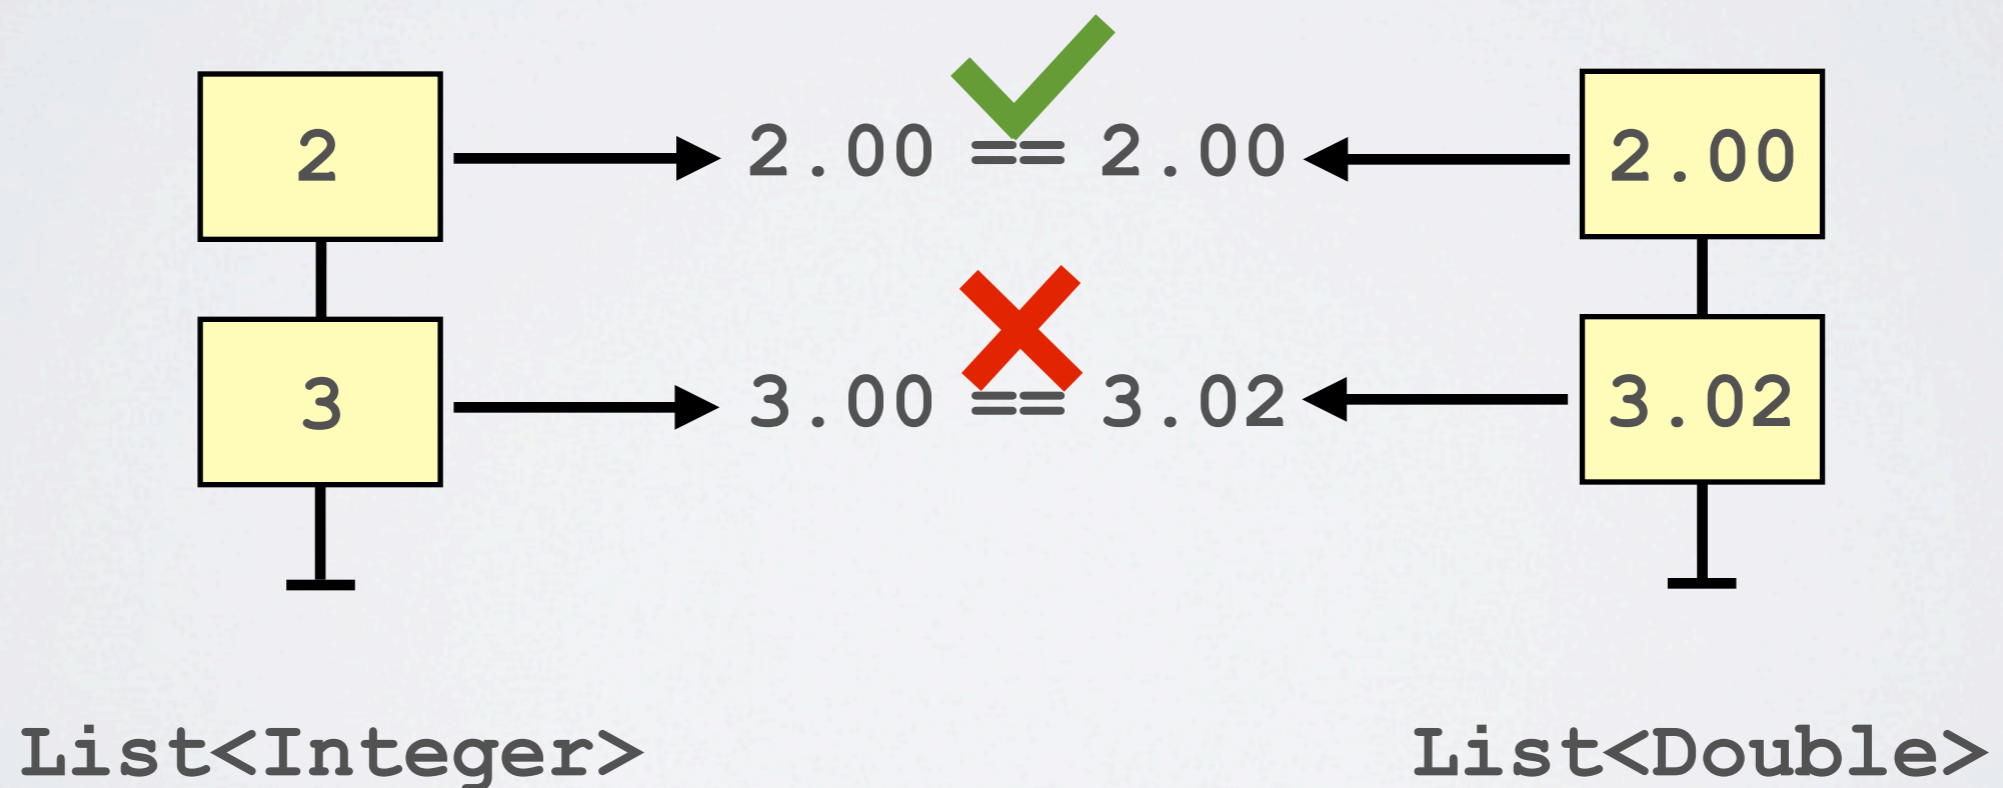 2 2.00 == 2.00 2.00
3 3.00 == 3.02 3.02
List<Integer> List<Double>